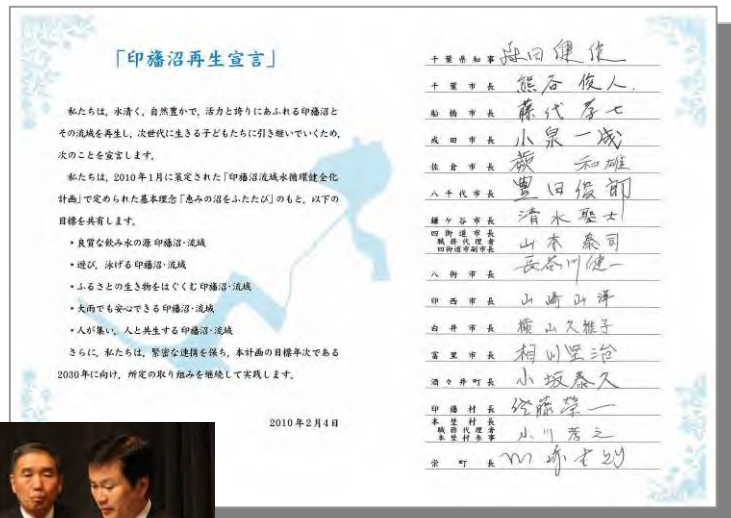 「印旛沼再生宣言」
私たちは，水清く，自然豊かで，活力と誇りにあふれる印旛沼と
その流域を再生し，次世代に生きる子どもたちに引き継いでいくため，
次のことを宣言します。
私たちは，2010年1月に策定された「印旛沼流域水循環健全化
計画」で定められた基本理念「恵みの沼をふたたび」のもと，以下の
目標を共有します。
・良質な飲み水の源 印旛沼･流域
・遊び，泳げる 印旛沼･流域
・ふるさとの生き物をはぐくむ 印旛沼･流域
・大雨でも安心できる 印旛沼･流域
・人が集い，人と共生する 印旛沼･流域
さらに，私たちは，緊密な連携を保ち，本計画の目標年次である
2030年に向け，所定の取り組みを継続して実践します。
2010年2月4日
千葉県知事 森田健作
千葉市長 熊谷俊人
船橋市長 藤代孝七
成田市長 小泉一成
佐倉市長 蕨 和雄
八千代市長 豊田俊郎
鎌ケ谷市長 清水聖士
四街道市長
職務代理者
四街道市副市長 山本泰司
八街市長 長谷川健一
印西市長 山﨑山洋
白井市長 横山久雅子
富里市長 相川堅治
酒々井町長 小坂泰久
印旛村長 佐藤榮一
本埜村長
職務代理者
本埜村参事 小川芳之
栄町長